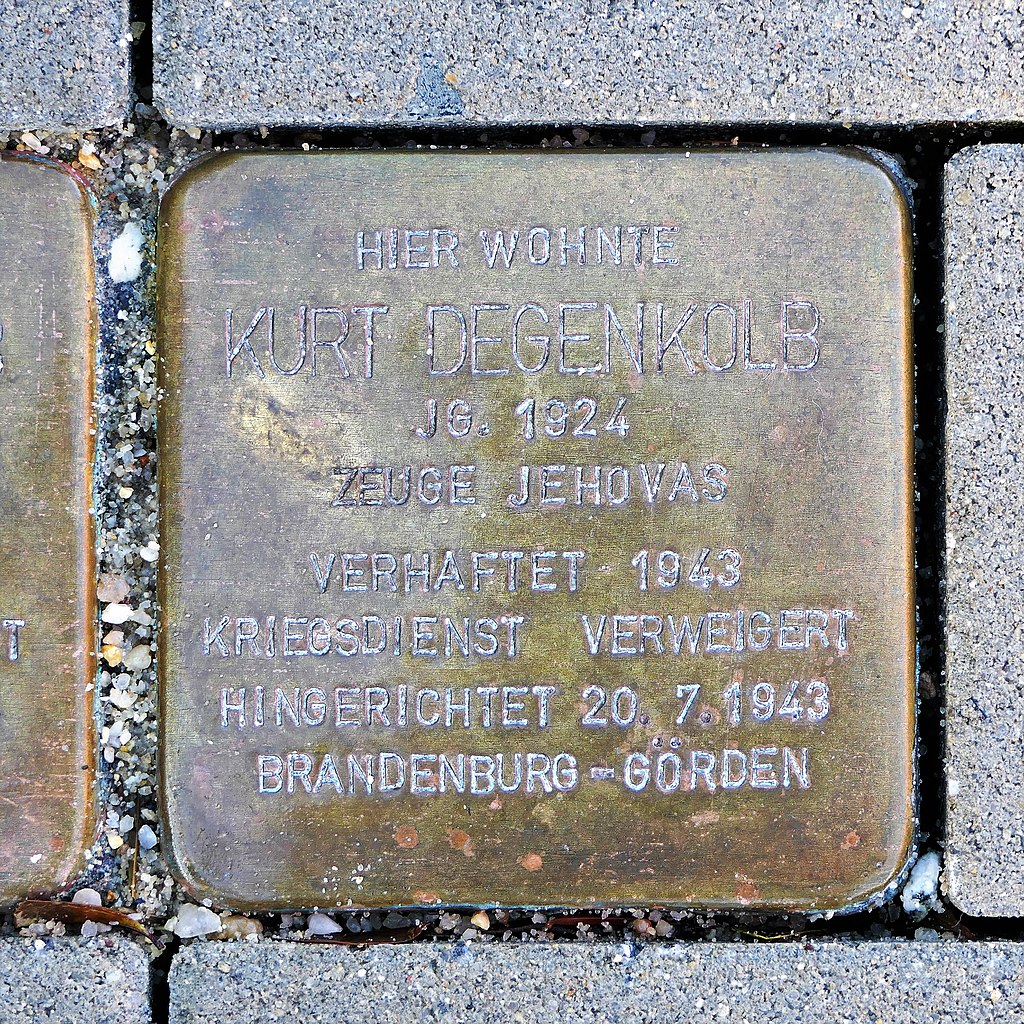 HIER WOHNTE
KURT DEGENKOLB
JG. 1924
ZEUGE JEHOVAS
VERHAFTET 1943
KRIEGSDIENST VERWEIGERT
HINGERICHTET 20. 7. 1943
BRANDENBURG-GÖRDEN